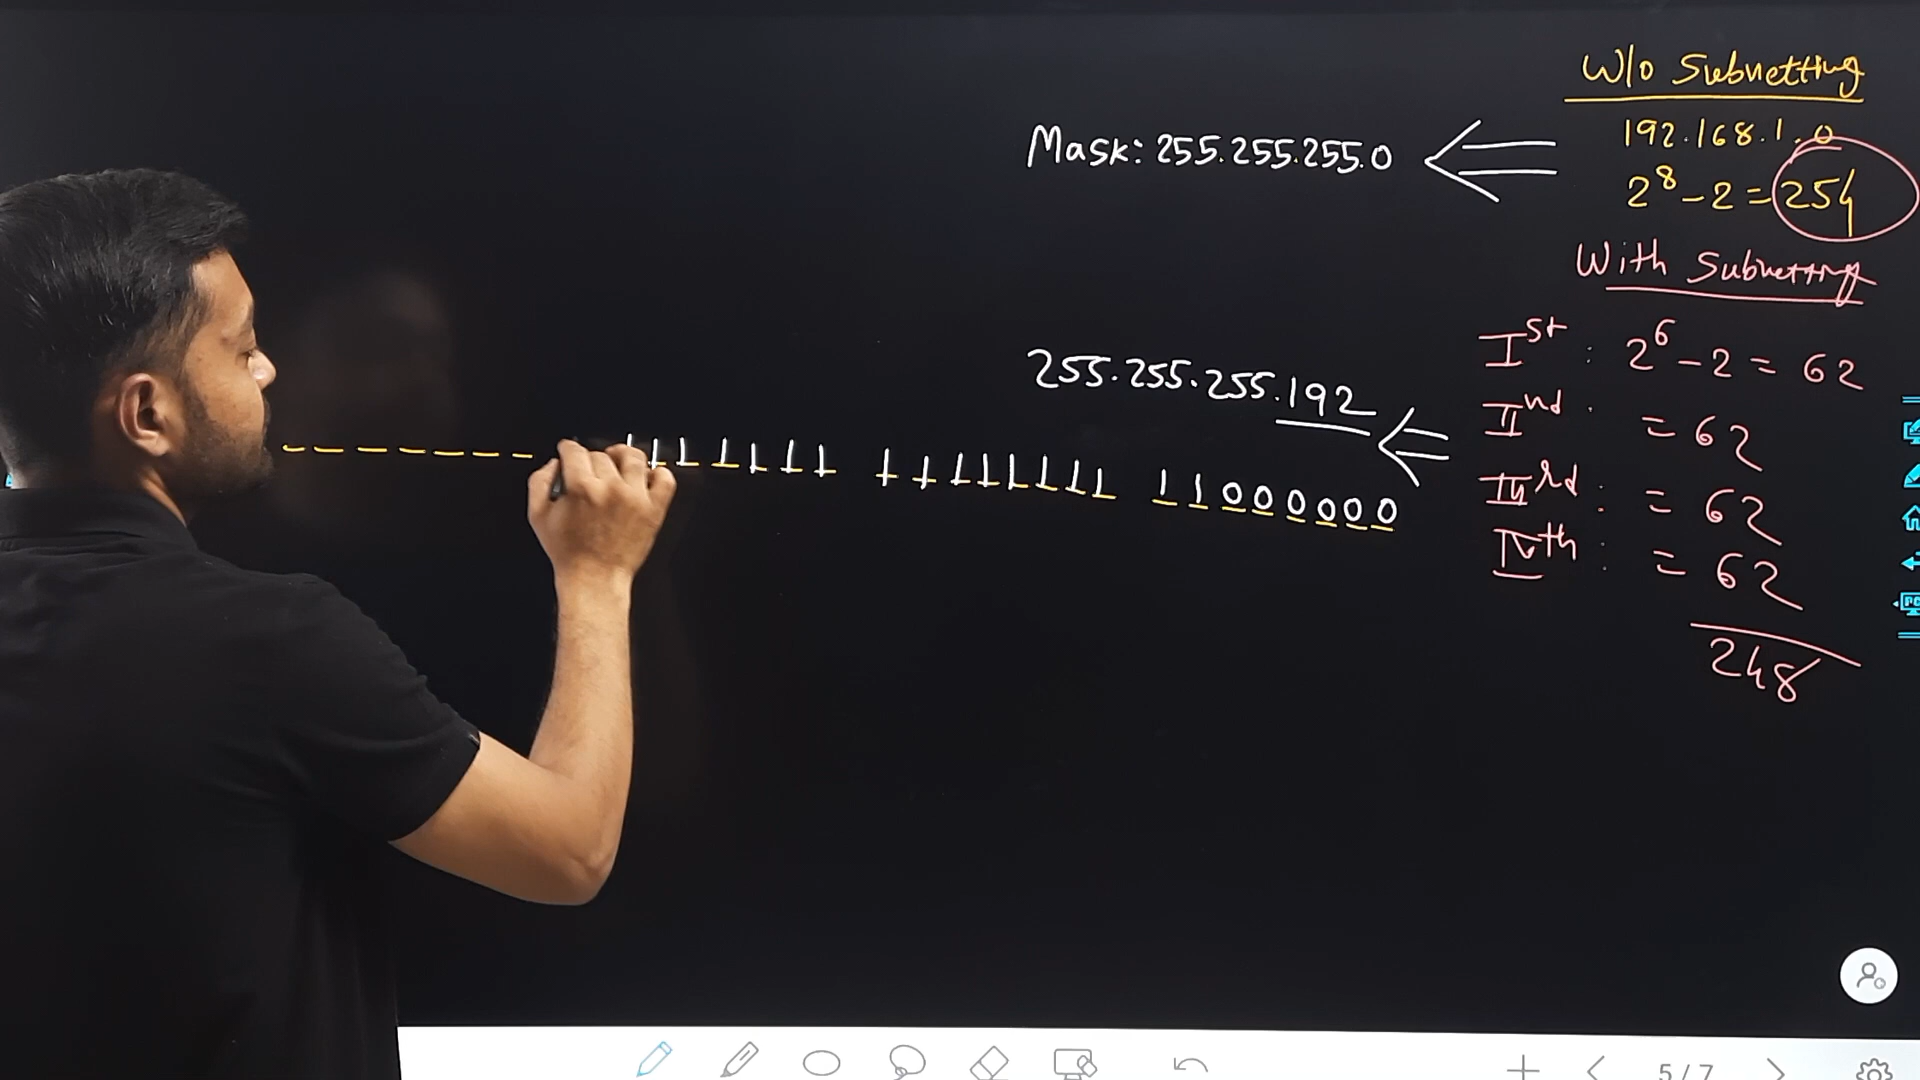 W/o Subnetting
192.168.1.0
Mask: 255.255.255.0
2⁸ - 2 = 254
With Subnetting
Iˢᵗ : 2⁶ - 2 = 62
255.255.255.192
IIⁿᵈ : = 62
1111111 11111111 11000000
IIIʳᵈ : = 62
IVᵗʰ : = 62
248
5/7